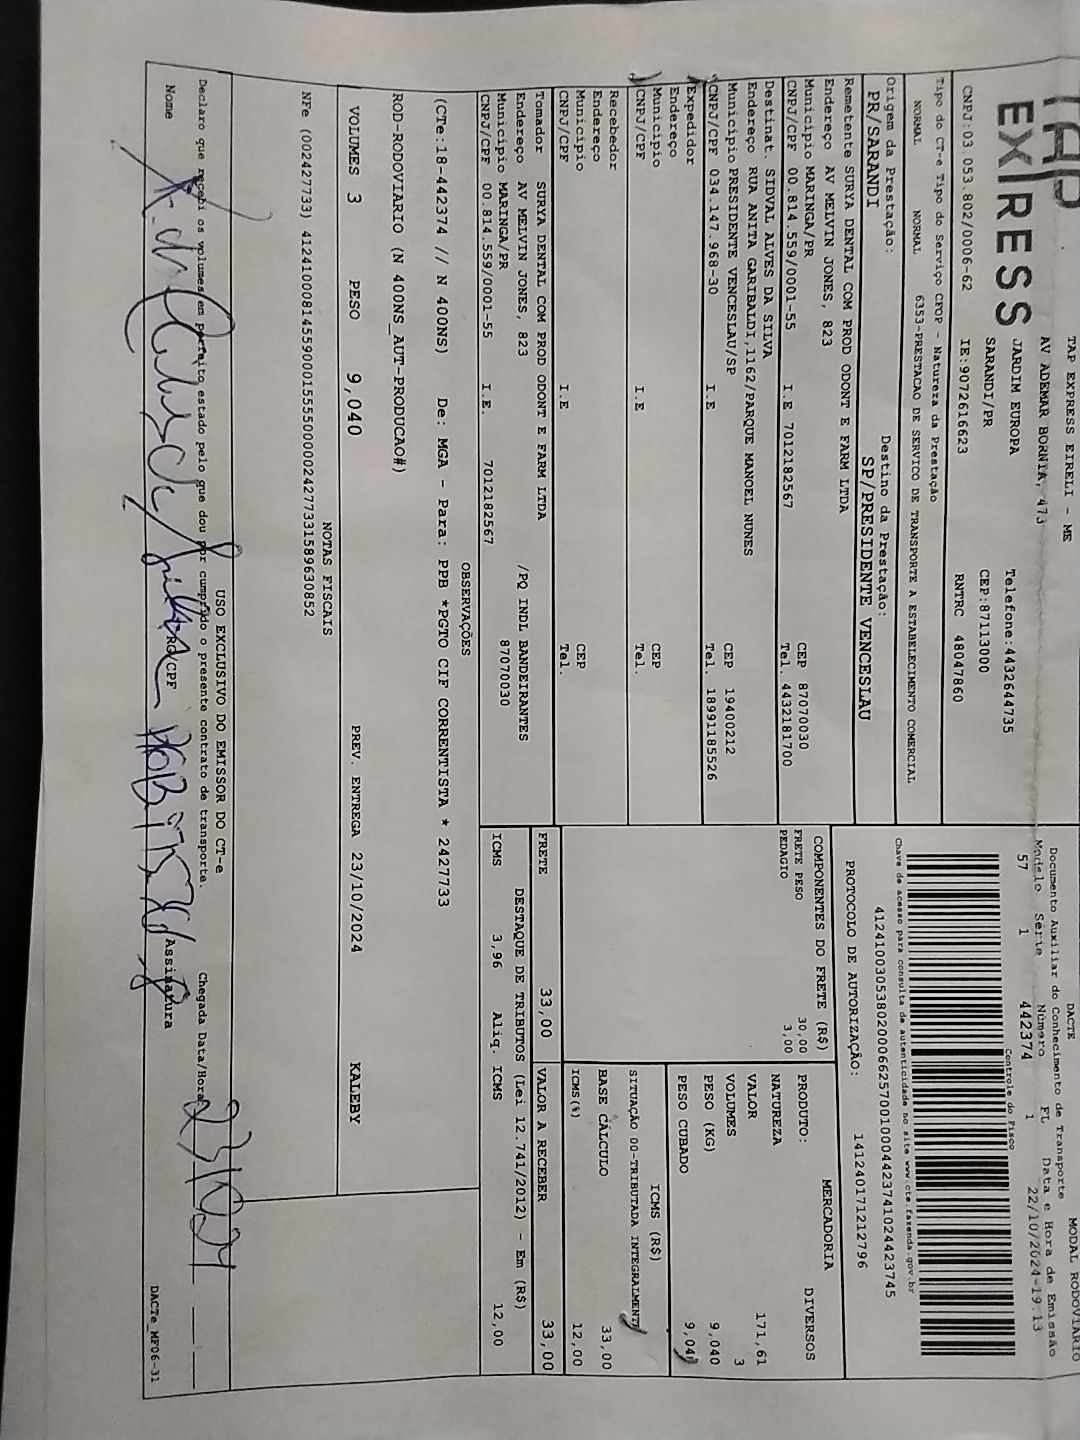 TAP
EX/RESS
TAP EXPRESS EIRELI - ME
AV ADEMAR BORNIA, 473
JARDIM EUROPA
SARANDI/PR
Telefone:4432644735
CEP:87113000
CNPJ:03.053.802/0006-62 IE:9072616623 RNTRC 48047860
DACTE
Documento Auxiliar do Conhecimento de Transporte
MODAL RODOVIÁRIO
Modelo Série Número FL Data e Hora de Emissão
57 1 442374 1 22/10/2024-19:13
Controle do Fisco
Tipo do CT-e Tipo do Serviço CFOP - Natureza da Prestação
NORMAL NORMAL 6353-PRESTACAO DE SERVICO DE TRANSPORTE A ESTABELECIMENTO COMERCIAL
Chave de acesso para consulta de autenticidade no site www.cte.fazenda.gov.br
41241003053802000662570010004423741024423745
Origem da Prestação: Destino da Prestação:
PR/SARANDI SP/PRESIDENTE VENCESLAU
PROTOCOLO DE AUTORIZAÇÃO: 141240171212796
Remetente SURYA DENTAL COM PROD ODONT E FARM LTDA
Endereço AV MELVIN JONES, 823
Município MARINGA/PR CEP 87070030
CNPJ/CPF 00.814.559/0001-55 I.E 7012182567 Tel. 4432181700
Destinat. SIDVAL ALVES DA SILVA
Endereço RUA ANITA GARIBALDI,1162/PARQUE MANOEL NUNES
Município PRESIDENTE VENCESLAU/SP CEP 19400212
CNPJ/CPF 034.147.968-30 I.E Tel. 18991185526
Expedidor
Endereço
Município CEP
CNPJ/CPF I.E Tel.
Recebedor
Endereço
Município CEP
CNPJ/CPF I.E Tel.
Tomador SURYA DENTAL COM PROD ODONT E FARM LTDA
Endereço AV MELVIN JONES, 823 /PQ INDL BANDEIRANTES
Município MARINGA/PR 87070030
CNPJ/CPF 00.814.559/0001-55 I.E. 7012182567
COMPONENTES DO FRETE (R$)
FRETE PESO 30,00
PEDAGIO 3,00
MERCADORIA
PRODUTO: DIVERSOS
NATUREZA
VALOR 171,61
VOLUMES 3
PESO (KG) 9,040
PESO CUBADO 9,040
ICMS (R$)
SITUAÇÃO 00-TRIBUTADA INTEGRALMENTE
BASE CÁLCULO 33,00
ICMS(%) 12,00
FRETE 33,00 VALOR A RECEBER 33,00
DESTAQUE DE TRIBUTOS (Lei 12.741/2012) - Em (R$)
ICMS 3,96 Aliq. ICMS 12,00
OBSERVAÇÕES
(CTe:18-442374 // N 400NS) De: MGA - Para: PPB *PGTO CIF CORRENTISTA * 2427733
ROD-RODOVIARIO (N 400NS_AUT-PRODUCAO#)
VOLUMES 3 PESO 9,040 PREV. ENTREGA 23/10/2024 KALEBY
NOTAS FISCAIS
NFe (002427733) 41241000814559000155550000024277331589630852
USO EXCLUSIVO DO EMISSOR DO CT-e
Declaro que recebi os volumes em perfeito estado pelo que dou por cumprido o presente contrato de transporte. Chegada Data/Hora
Nome RG/CPF Assinatura
DACTe_MF06-31